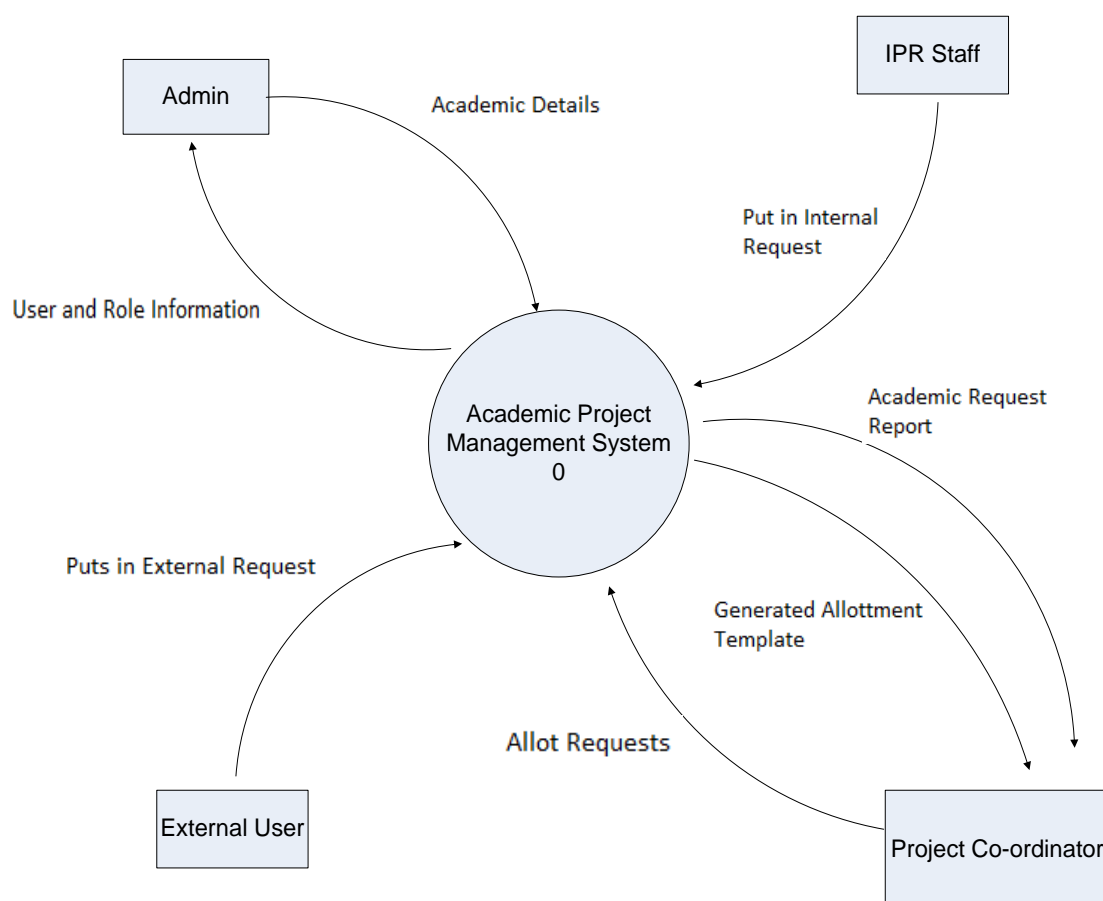 IPR Staff
Admin
Academic Details
Put in Internal
Request
User and Role Information
Academic Request
Report
Academic Project
Management System
0
Puts in External Request
Generated Allottment
Template
Allot Requests
External User
Project Co-ordinator